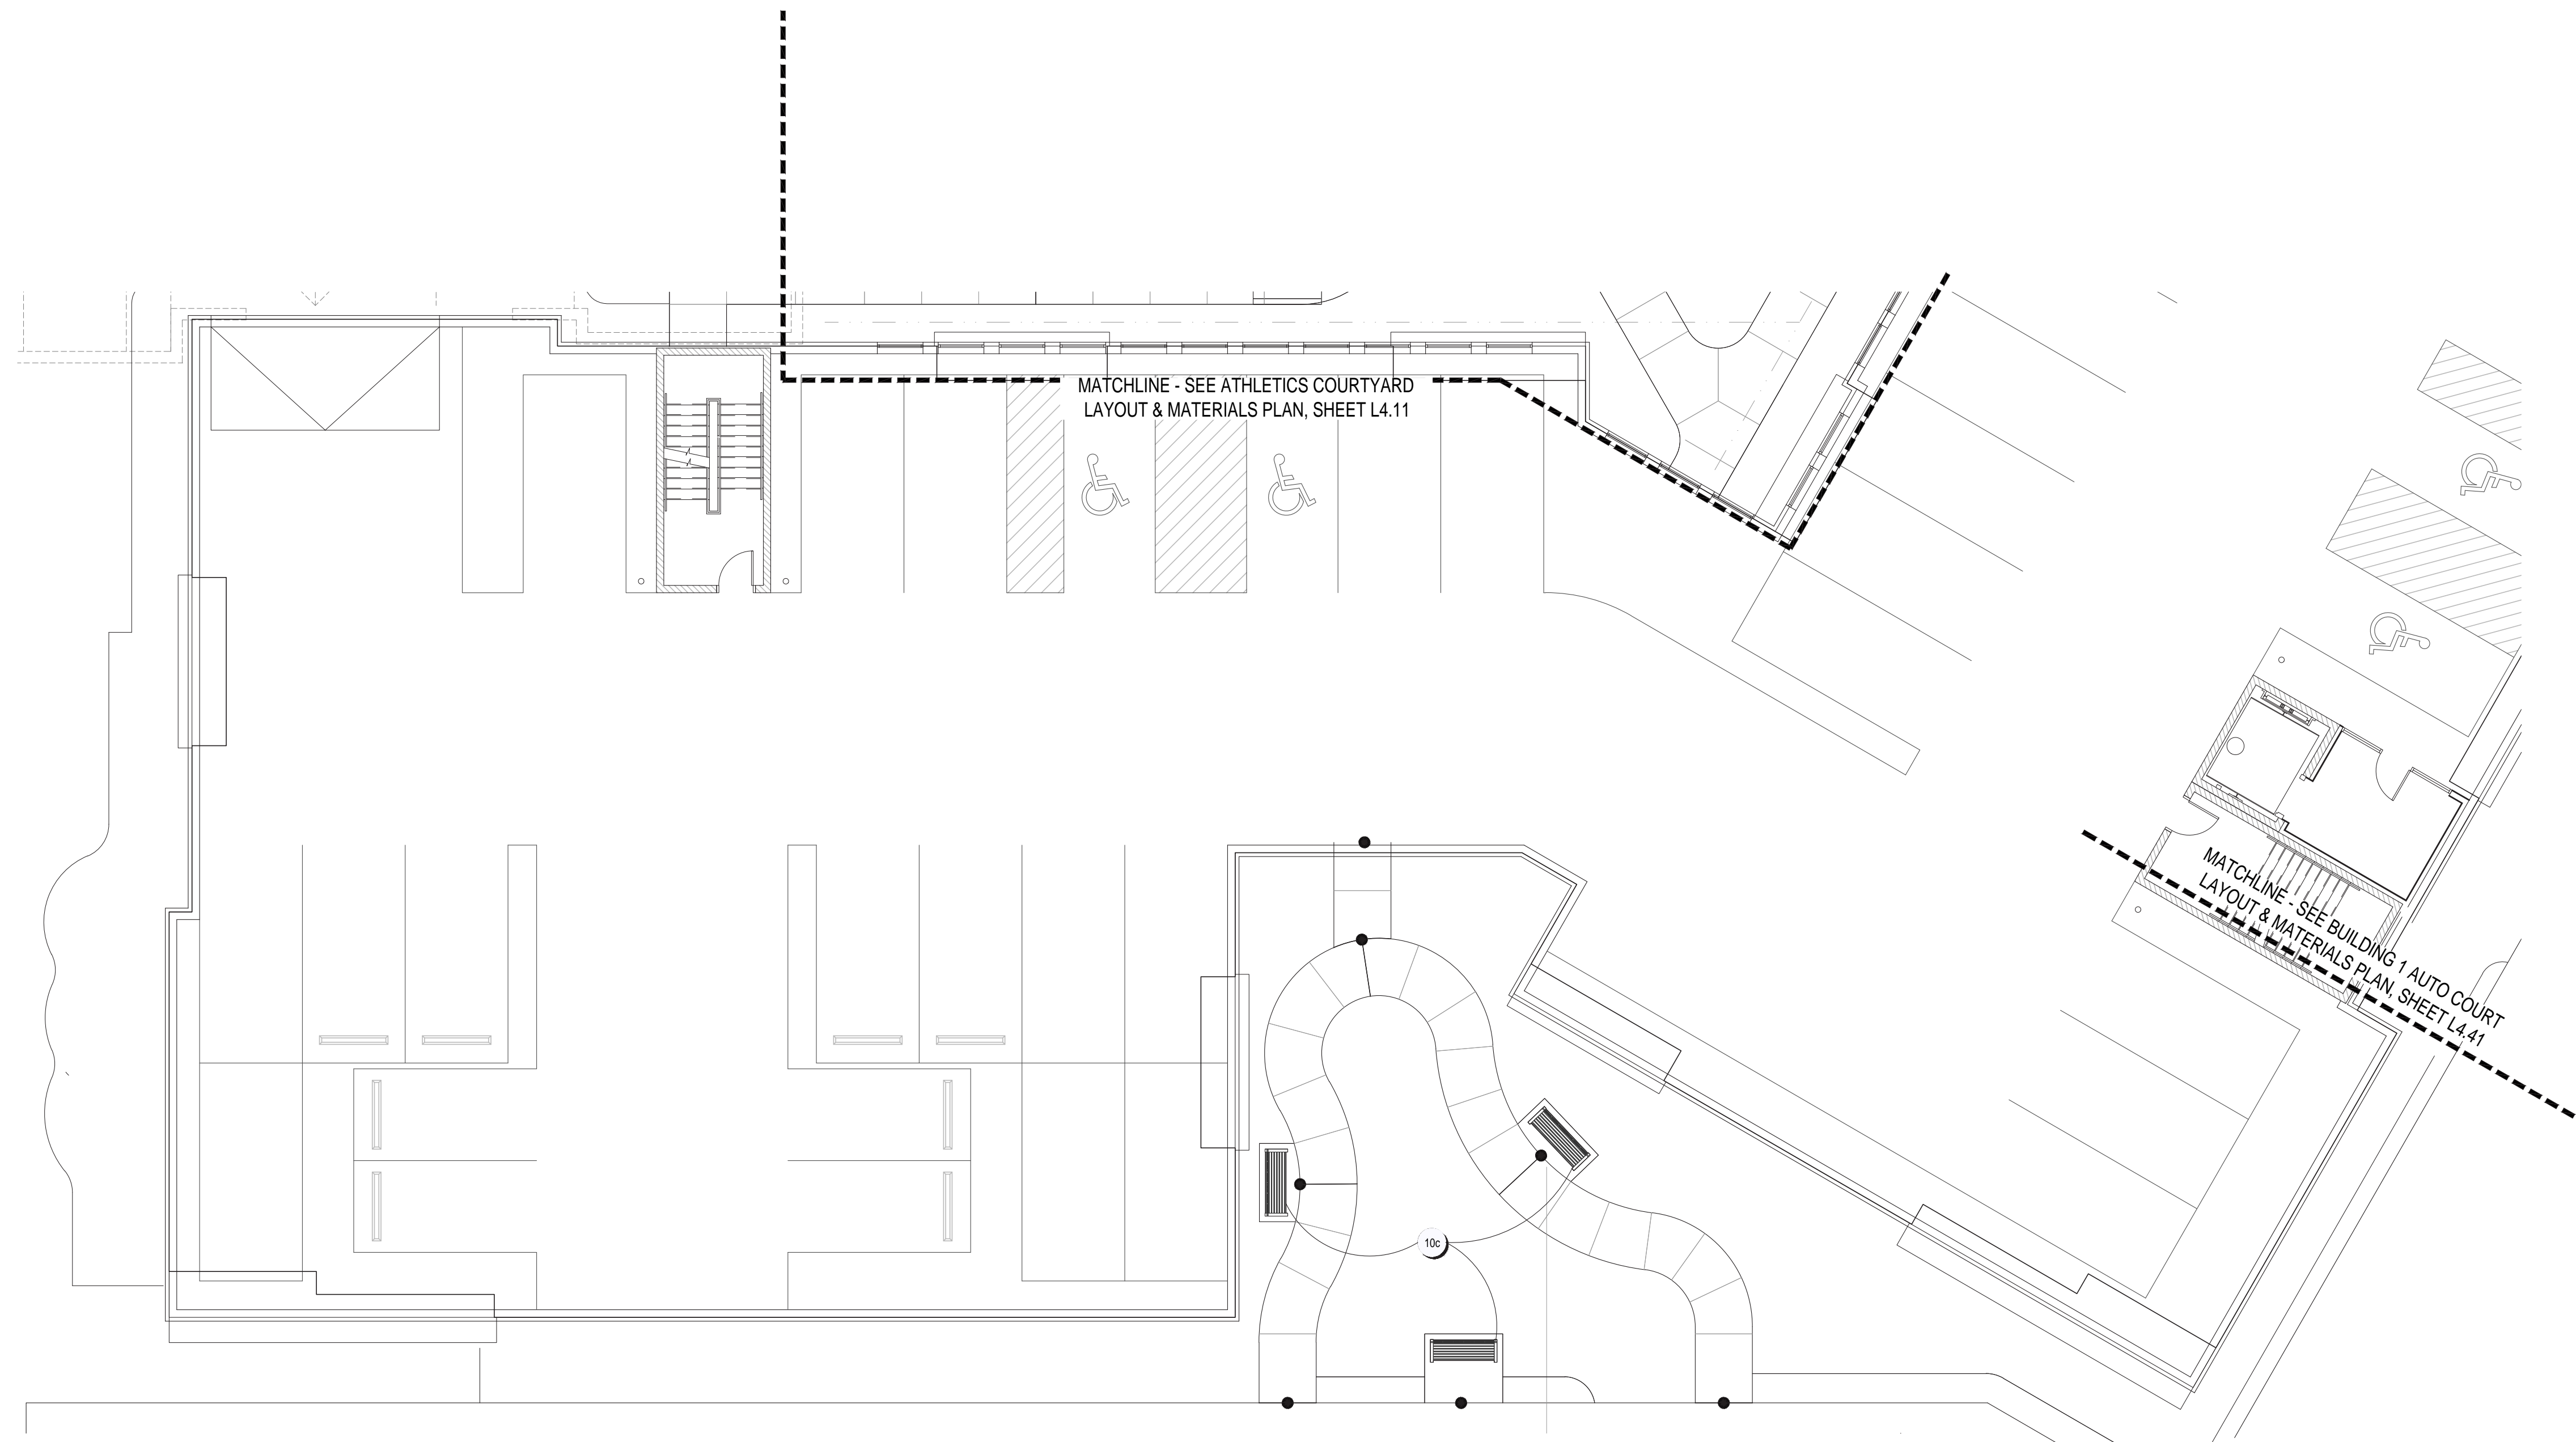 MATCHLINE - SEE ATHLETICS COURTYARD
LAYOUT & MATERIALS PLAN, SHEET L4.11
MATCHLINE - SEE BUILDING 1 AUTO COURT
LAYOUT & MATERIALS PLAN, SHEET L4.41
10c